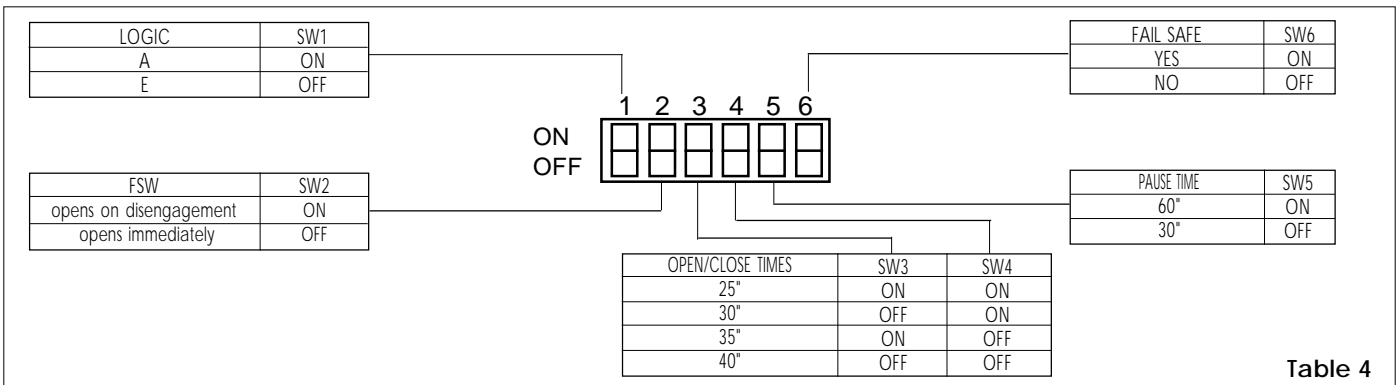 LOGIC SW1
A ON
E OFF
FAIL SAFE SW6
YES ON
NO OFF
1 2 3 4 5 6
ON
OFF
FSW SW2
opens on disengagement ON
opens immediately OFF
PAUSE TIME SW5
60" ON
30" OFF
OPEN/CLOSE TIMES SW3 SW4
25" ON ON
30" OFF ON
35" ON OFF
40" OFF OFF
Table 4